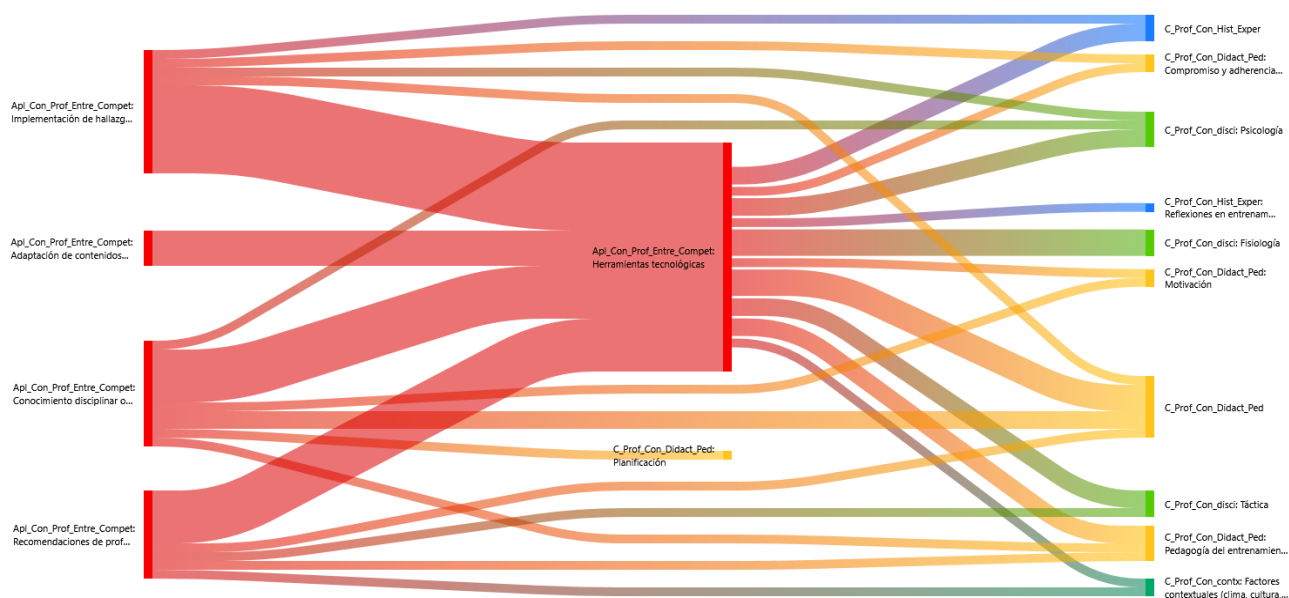 Apl_Con_Prof_Entre_Compet:
Implementación de hallazg...
Apl_Con_Prof_Entre_Compet:
Adaptación de contenidos...
Apl_Con_Prof_Entre_Compet:
Conocimiento disciplinar o...
Apl_Con_Prof_Entre_Compet:
Recomendaciones de prof...
Apl_Con_Prof_Entre_Compet:
Herramientas tecnológicas
C_Prof_Con_Didact_Ped:
Planificación
C_Prof_Con_Hist_Exper
C_Prof_Con_Didact_Ped:
Compromiso y adherencia...
C_Prof_Con_disci: Psicología
C_Prof_Con_Hist_Exper:
Reflexiones en entrenam...
C_Prof_Con_disci: Fisiología
C_Prof_Con_Didact_Ped:
Motivación
C_Prof_Con_Didact_Ped
C_Prof_Con_disci: Táctica
C_Prof_Con_Didact_Ped:
Pedagogía del entrenamien...
C_Prof_Con_contx: Factores
contextuales (clima, cultura,...